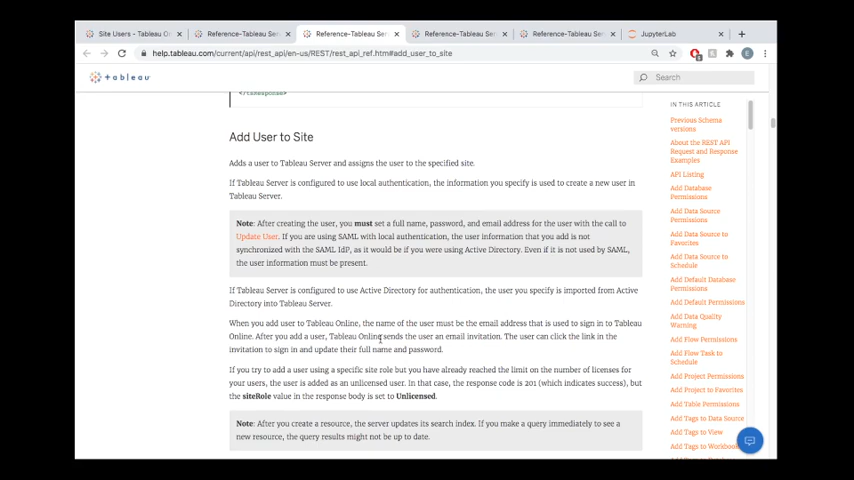 Site Users - Tableau Online
Reference-Tableau Serv
Reference-Tableau Serv
Reference-Tableau Serv
Reference-Tableau Serv
JupyterLab
help.tableau.com/current/api/rest_api/en-us/REST/rest_api_ref.htm#add_user_to_site
E
tableau
Search
</tsResponse>
Add User to Site
Adds a user to Tableau Server and assigns the user to the specified site.
If Tableau Server is configured to use local authentication, the information you specify is used to create a new user in
Tableau Server.
Note: After creating the user, you must set a full name, password, and email address for the user with the call to
Update User. If you are using SAML with local authentication, the user information that you add is not
synchronized with the SAML IdP, as it would be if you were using Active Directory. Even if it is not used by SAML,
the user information must be present.
If Tableau Server is configured to use Active Directory for authentication, the user you specify is imported from Active
Directory into Tableau Server.
When you add user to Tableau Online, the name of the user must be the email address that is used to sign in to Tableau
Online. After you add a user, Tableau Online sends the user an email invitation. The user can click the link in the
invitation to sign in and update their full name and password.
If you try to add a user using a specific site role but you have already reached the limit on the number of licenses for
your users, the user is added as an unlicensed user. In that case, the response code is 201 (which indicates success), but
the siteRole value in the response body is set to Unlicensed.
Note: After you create a resource, the server updates its search index. If you make a query immediately to see a
new resource, the query results might not be up to date.
IN THIS ARTICLE
Previous Schema
versions
About the REST API
Request and Response
Examples
API Listing
Add Database
Permissions
Add Data Source
Permissions
Add Data Source to
Favorites
Add Data Source to
Schedule
Add Default Database
Permissions
Add Default Permissions
Add Data Quality
Warning
Add Flow Permissions
Add Flow Task to
Schedule
Add Project Permissions
Add Project to Favorites
Add Table Permissions
Add Tags to Data Source
Add Tags to View
Add Tags to Workbook